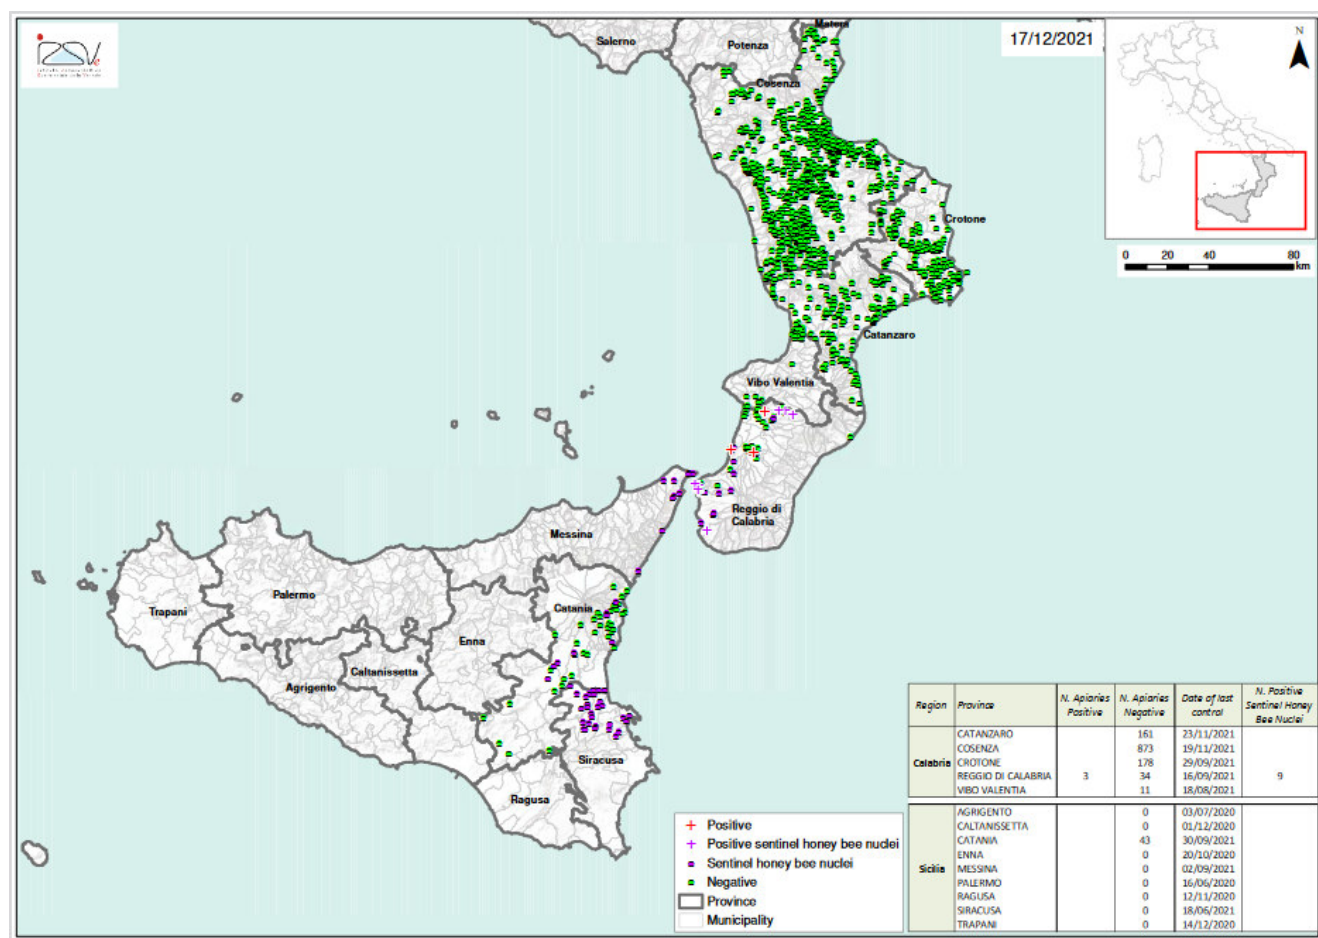 IZSVe
Salerno
Potenza
Matera
17/12/2021
N
Cosenza
Crotone
0 20 40 80
km
Catanzaro
Vibo Valentia
Reggio di
Calabria
Messina
Palermo
Trapani
Catania
Enna
Caltanissetta
Agrigento
Siracusa
Ragusa
Positive
Positive sentinel honey bee nuclei
Sentinel honey bee nuclei
Negative
Province
Municipality
Region Province N. Apiaries Positive N. Apiaries Negative Date of last control N. Positive Sentinel Honey Bee Nuclei
Calabria
CATANZARO 161 23/11/2021
COSENZA 873 19/11/2021
CROTONE 178 29/09/2021
REGGIO DI CALABRIA 3 34 16/09/2021 9
VIBO VALENTIA 11 18/08/2021
Sicilia
AGRIGENTO 0 03/07/2020
CALTANISSETTA 0 01/12/2020
CATANIA 43 30/09/2021
ENNA 0 20/10/2020
MESSINA 0 02/09/2021
PALERMO 0 16/06/2020
RAGUSA 0 12/11/2020
SIRACUSA 0 18/06/2021
TRAPANI 0 14/12/2020